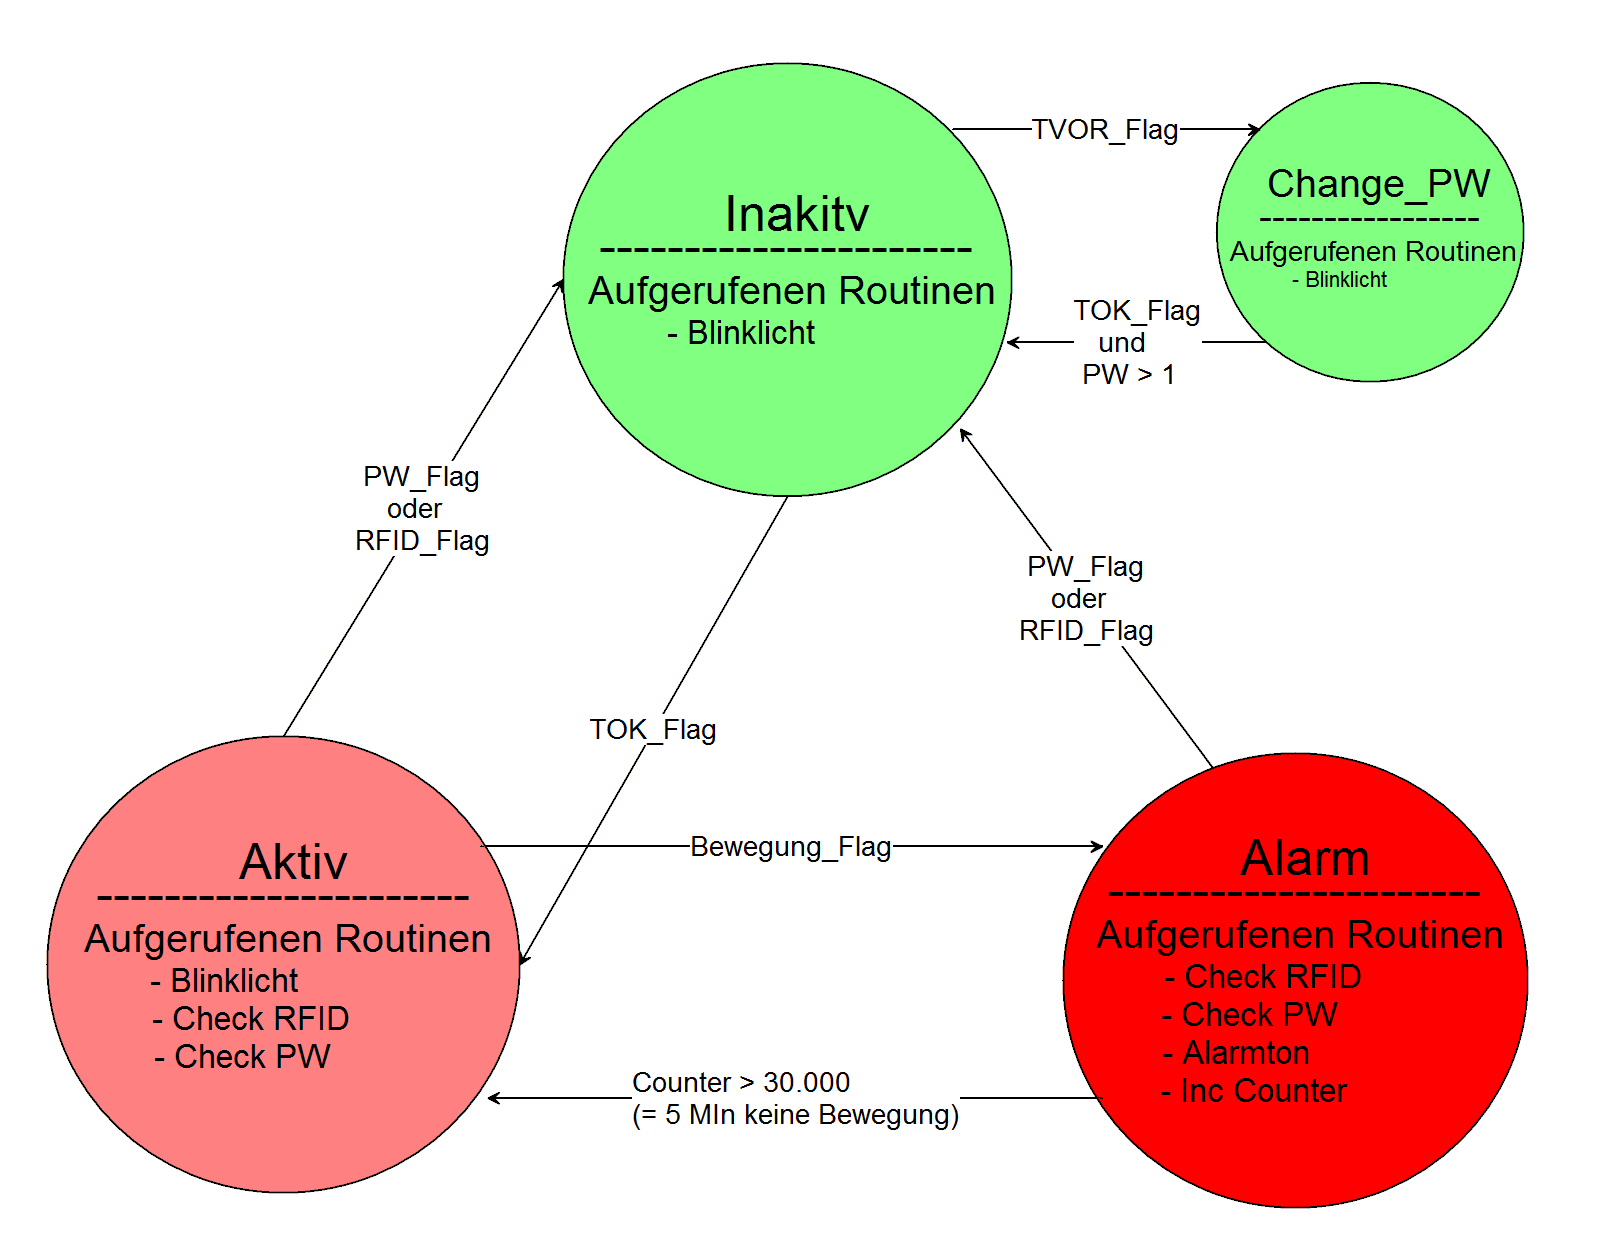 TVOR_Flag
Inakitv
----------------------
Aufgerufenen Routinen
- Blinklicht
Change_PW
-----------------
Aufgerufenen Routinen
- Blinklicht
TOK_Flag
und
PW > 1
PW_Flag
oder
RFID_Flag
PW_Flag
oder
RFID_Flag
TOK_Flag
Bewegung_Flag
Aktiv
----------------------
Aufgerufenen Routinen
- Blinklicht
- Check RFID
- Check PW
Alarm
----------------------
Aufgerufenen Routinen
- Check RFID
- Check PW
- Alarmton
- Inc Counter
Counter > 30.000
(= 5 MIn keine Bewegung)